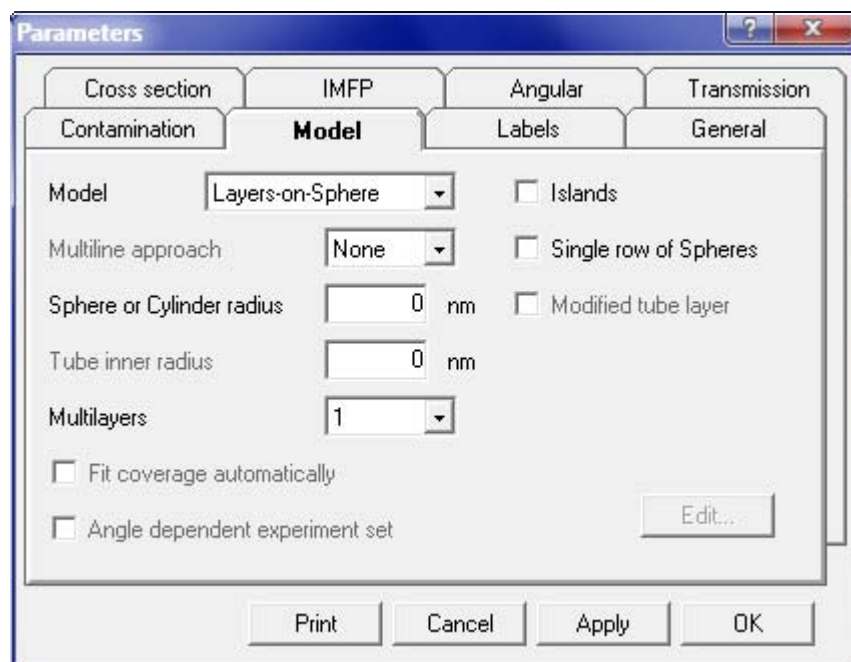 Parameters
Cross section IMFP Angular Transmission
Contamination Model Labels General
Model Layers-on-Sphere Islands
Multiline approach None Single row of Spheres
Sphere or Cylinder radius 0 nm Modified tube layer
Tube inner radius 0 nm
Multilayers 1
Fit coverage automatically
Angle dependent experiment set Edit...
Print Cancel Apply OK